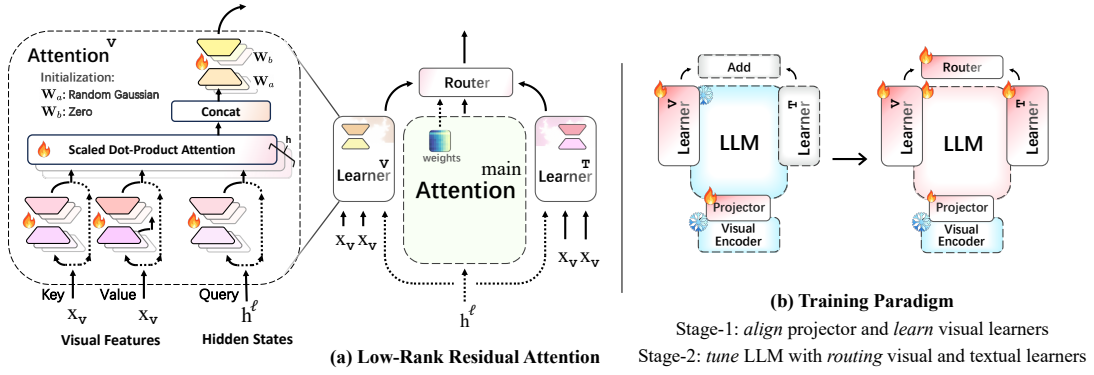 Attention V
Initialization:
W_a: Random Gaussian
W_b: Zero
W_b
W_a
Concat
Scaled Dot-Product Attention
h
Key
Value
Query
x_v
x_v
h^ℓ
Visual Features
Hidden States
Router
V
Learner
weights
Attention main
T
Learner
x_v x_v
x_v x_v
h^ℓ
(a) Low-Rank Residual Attention
Add
V
Learner
LLM
T
Learner
Projector
Visual
Encoder
Router
V
Learner
LLM
T
Learner
Projector
Visual
Encoder
(b) Training Paradigm
Stage-1: align projector and learn visual learners
Stage-2: tune LLM with routing visual and textual learners